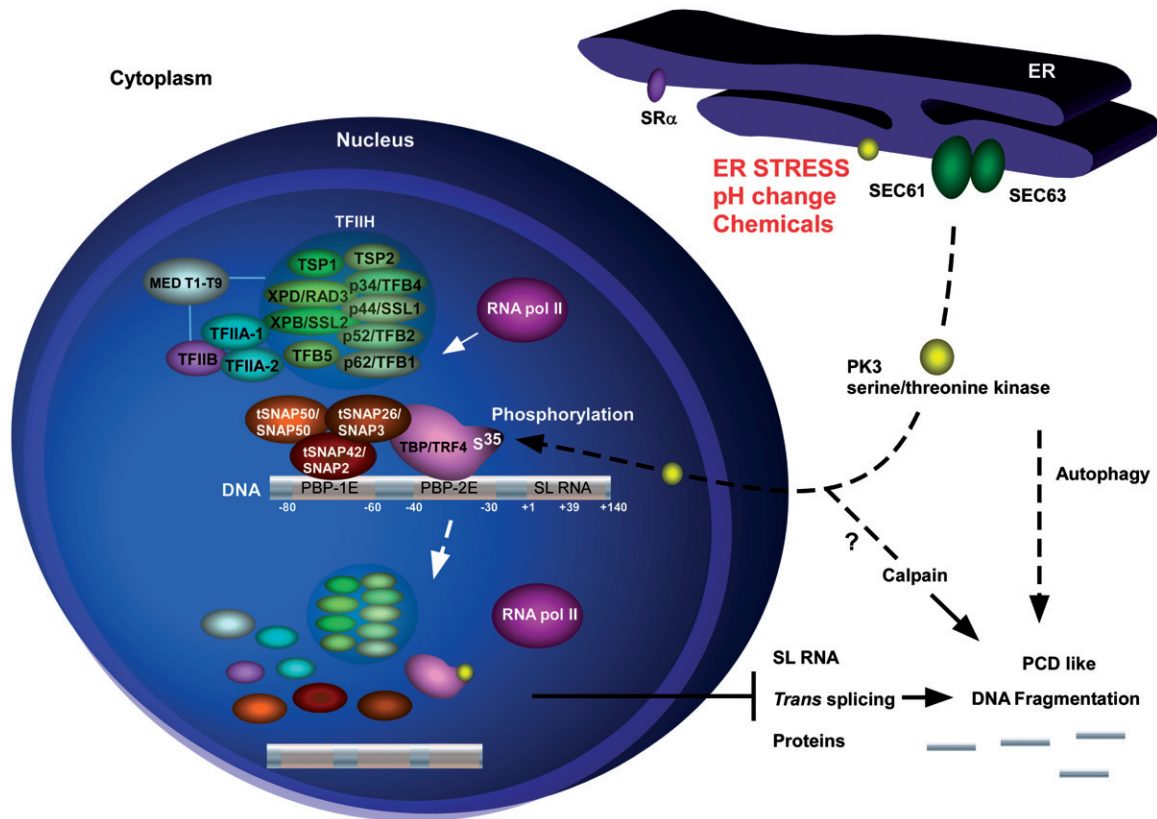 Cytoplasm
ER
SRα
Nucleus
ER STRESS
pH change
Chemicals
SEC61
SEC63
TFIIH
MED T1-T9
TSP1
TSP2
XPD/RAD3
p34/TFB4
XPB/SSL2
p44/SSL1
TFIIA-1
p52/TFB2
TFIIB
TFIIA-2
TFB5
p62/TFB1
RNA pol II
PK3
serine/threonine kinase
tSNAP50/
SNAP50
tSNAP26/
SNAP3
tSNAP42/
SNAP2
TBP/TRF4
S35
Phosphorylation
DNA
PBP-1E
PBP-2E
SL RNA
-80
-60
-40
-30
+1
+39
+140
Autophagy
?
Calpain
RNA pol II
SL RNA
Trans splicing
Proteins
PCD like
DNA Fragmentation